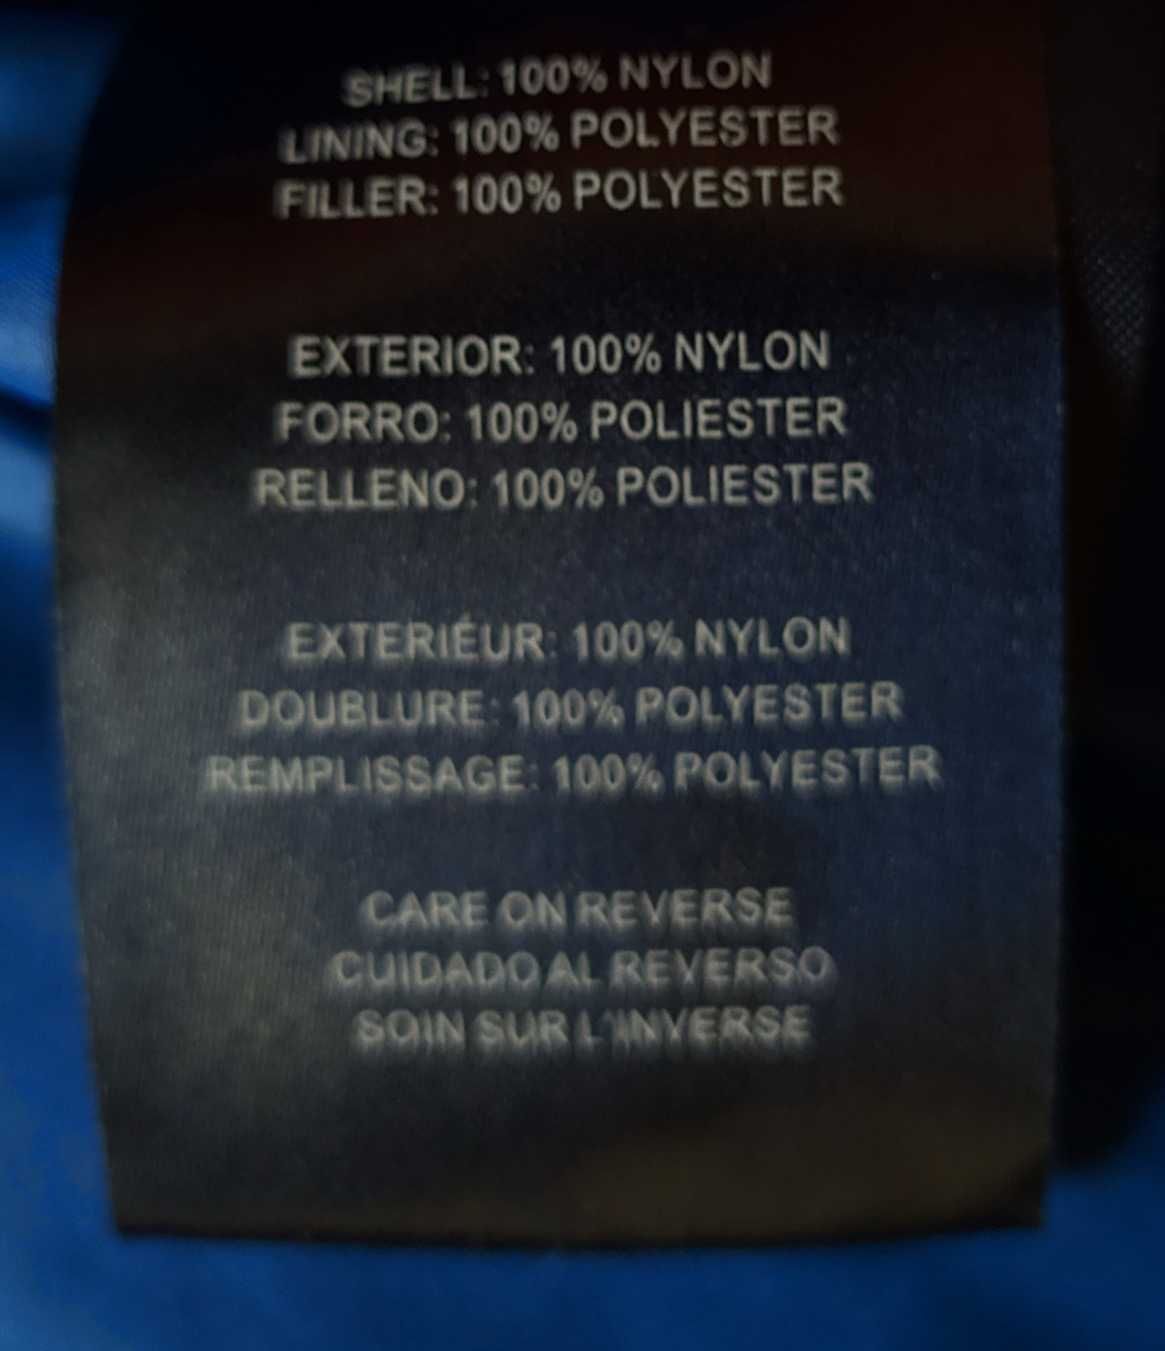 SHELL: 100% NYLON
LINING: 100% POLYESTER
FILLER: 100% POLYESTER
EXTERIOR: 100% NYLON
FORRO: 100% POLIESTER
RELLENO: 100% POLIESTER
EXTERIÉUR: 100% NYLON
DOUBLURE: 100% POLYESTER
REMPLISSAGE: 100% POLYESTER
CARE ON REVERSE
CUIDADO AL REVERSO
SOIN SUR L'INVERSE